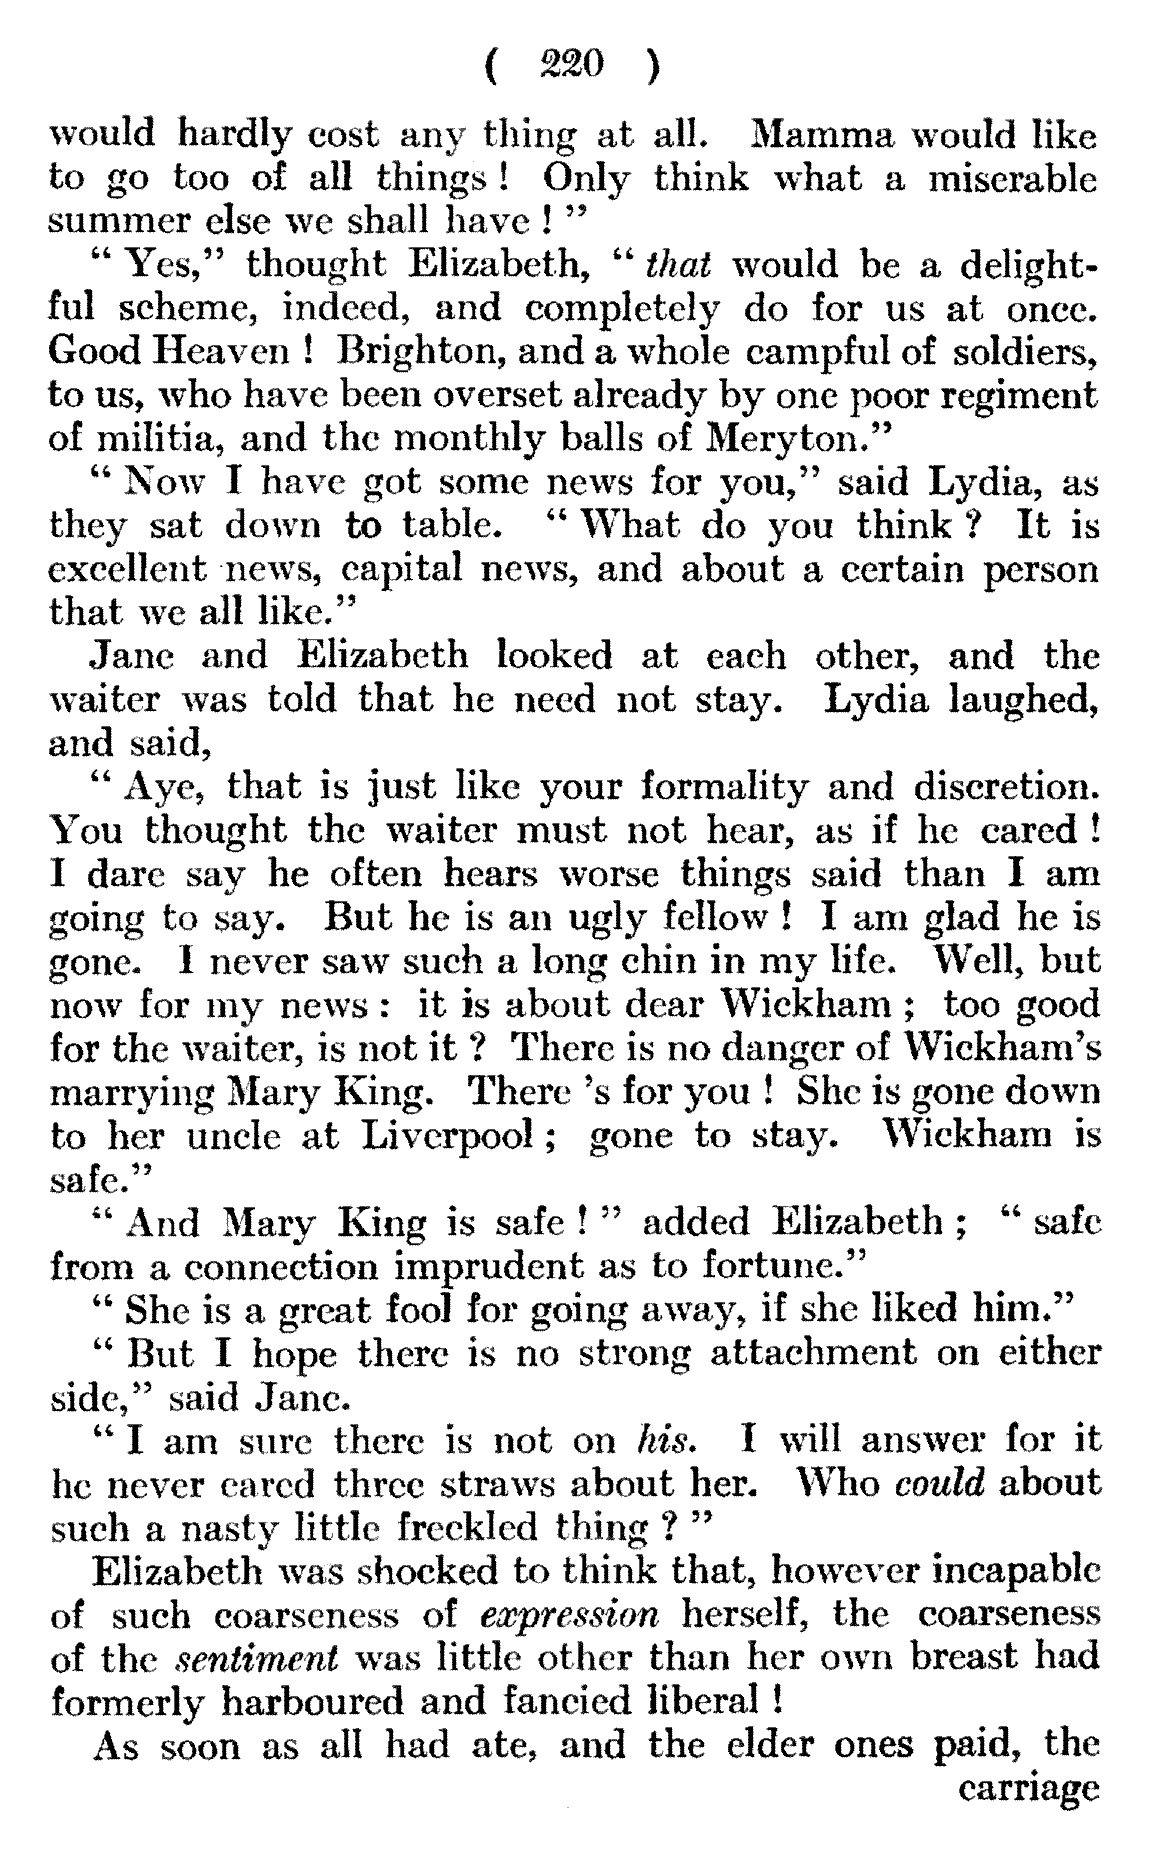 ( 220 )
would hardly cost any thing at all. Mamma would like
to go too of all things ! Only think what a miserable
summer else we shall have ! ”
“ Yes,” thought Elizabeth, “ that would be a delight-
ful scheme, indeed, and completely do for us at once.
Good Heaven ! Brighton, and a whole campful of soldiers,
to us, who have been overset already by one poor regiment
of militia, and the monthly balls of Meryton.”
“ Now I have got some news for you,” said Lydia, as
they sat down to table. “ What do you think ? It is
excellent news, capital news, and about a certain person
that we all like.”
Jane and Elizabeth looked at each other, and the
waiter was told that he need not stay. Lydia laughed,
and said,
“ Aye, that is just like your formality and discretion.
You thought the waiter must not hear, as if he cared !
I dare say he often hears worse things said than I am
going to say. But he is an ugly fellow ! I am glad he is
gone. I never saw such a long chin in my life. Well, but
now for my news : it is about dear Wickham ; too good
for the waiter, is not it ? There is no danger of Wickham’s
marrying Mary King. There ’s for you ! She is gone down
to her uncle at Liverpool ; gone to stay. Wickham is
safe.”
“ And Mary King is safe ! ” added Elizabeth ; “ safe
from a connection imprudent as to fortune.”
“ She is a great fool for going away, if she liked him.”
“ But I hope there is no strong attachment on either
side,” said Jane.
“ I am sure there is not on his. I will answer for it
he never cared three straws about her. Who could about
such a nasty little freckled thing ? ”
Elizabeth was shocked to think that, however incapable
of such coarseness of expression herself, the coarseness
of the sentiment was little other than her own breast had
formerly harboured and fancied liberal !
As soon as all had ate, and the elder ones paid, the
carriage